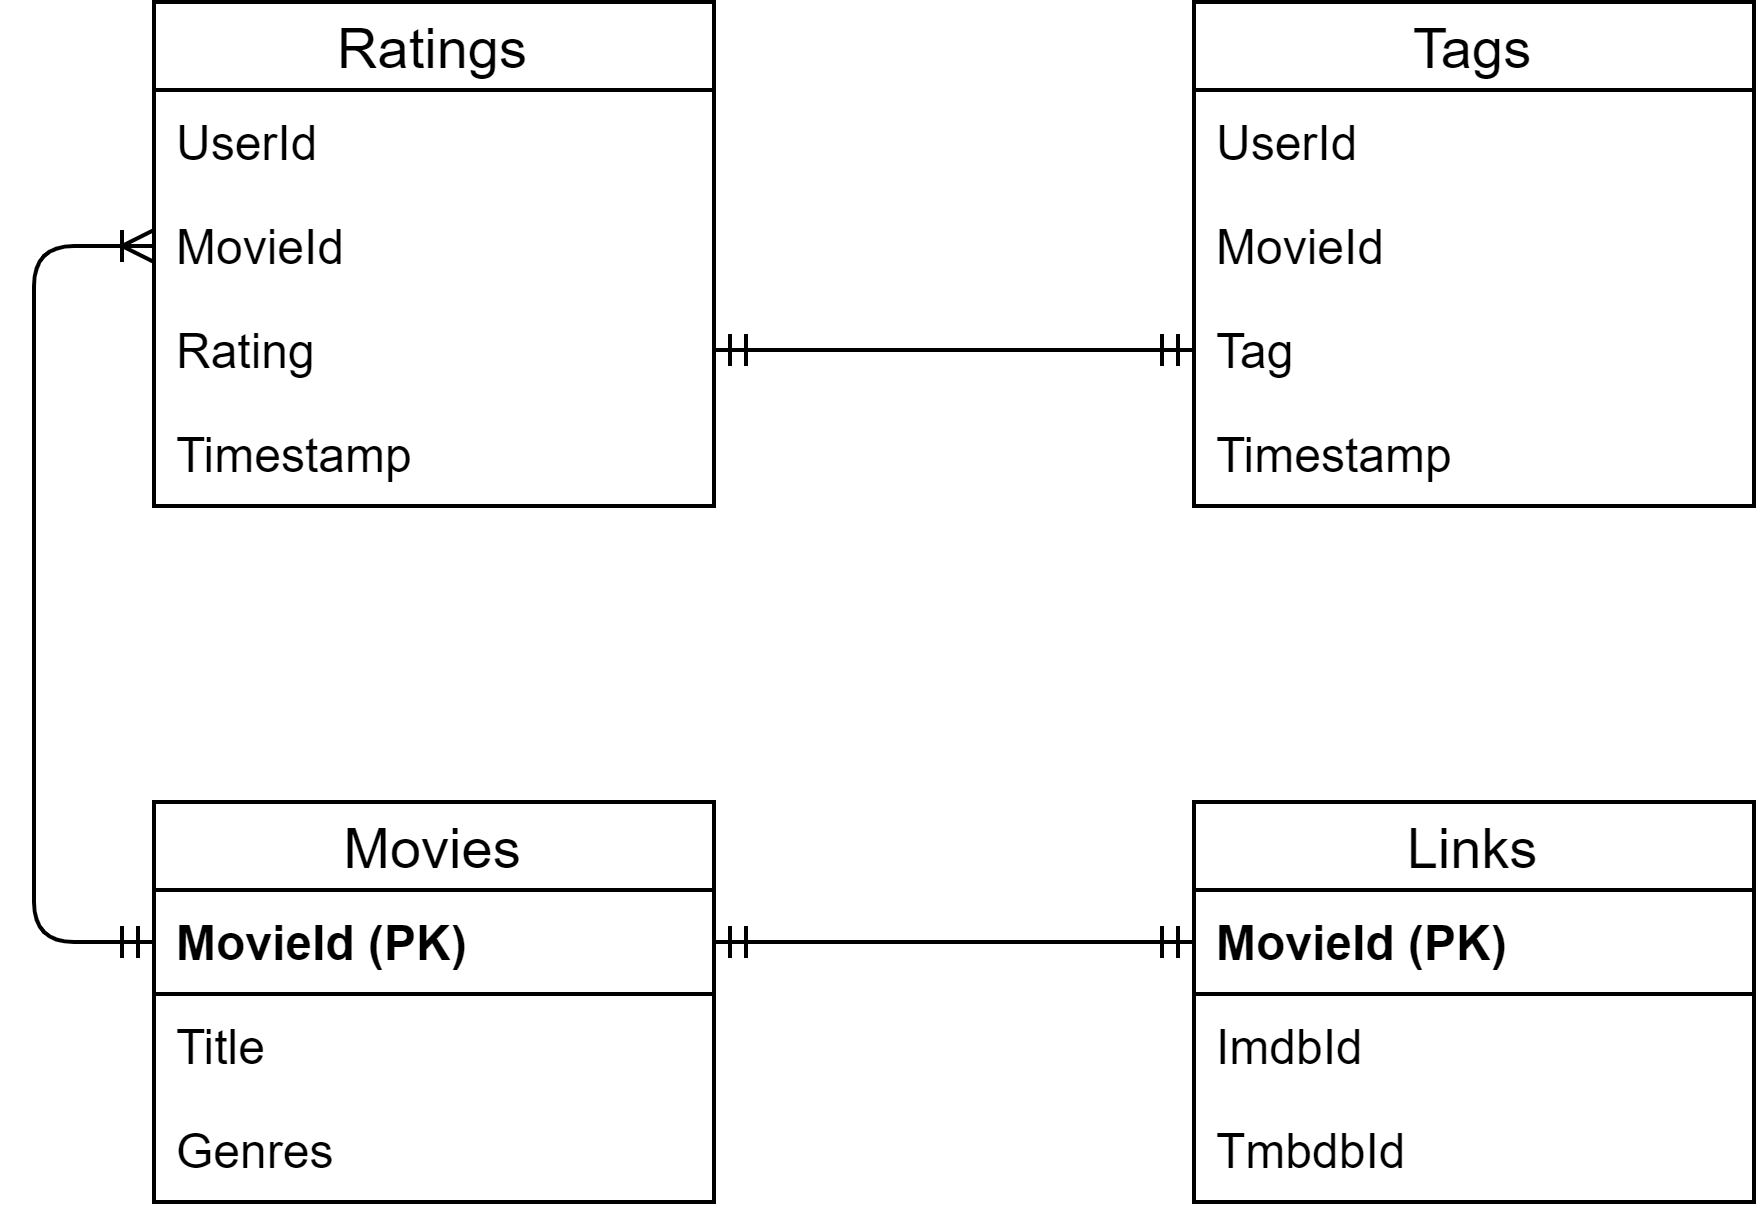 Ratings
UserId
MovieId
Rating
Timestamp
Tags
UserId
MovieId
Tag
Timestamp
Movies
MovieId (PK)
Title
Genres
Links
MovieId (PK)
ImdbId
TmbdbId